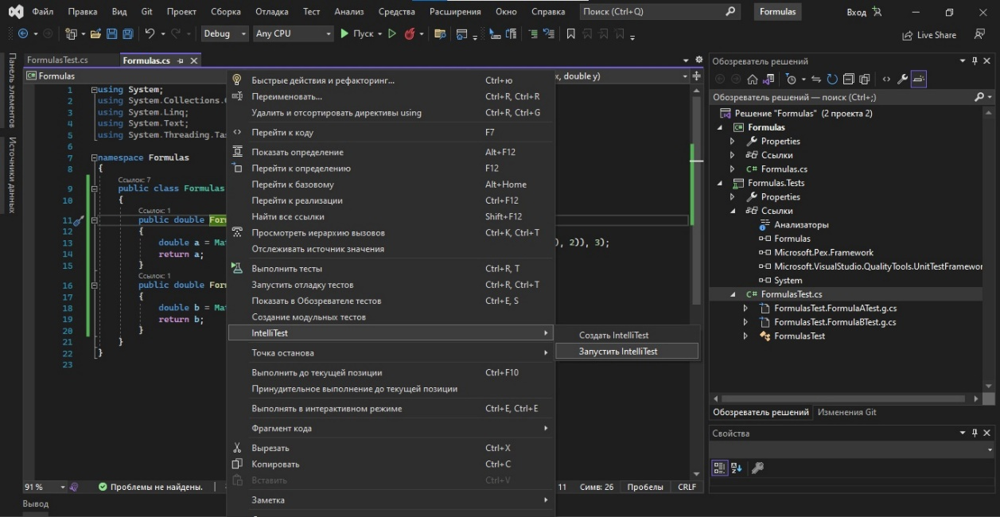 Файл Правка Вид Git Проект Сборка Отладка Тест Анализ Средства Расширения Окно Справка Поиск (Ctrl+Q) Formulas Вход
Debug Any CPU Пуск Live Share
Панель элементов
Источники данных
FormulasTest.cs Formulas.cs
Formulas x, double y)
1 using System;
2 using System.Collections.
3 using System.Linq;
4 using System.Text;
5 using System.Threading.Tas
6
7 namespace Formulas
8 {
Ссылок: 7
9 public class Formulas
10 {
Ссылок: 1
11 public double For
12 {
13 double a = Ma ), 2)), 3);
14 return a;
15 }
Ссылок: 1
16 public double For
17 {
18 double b = Ma
19 return b;
20 }
21 }
22 }
23
Быстрые действия и рефакторинг... Ctrl+ю
Переименовать... Ctrl+R, Ctrl+R
Удалить и отсортировать директивы using Ctrl+R, Ctrl+G
Перейти к коду F7
Показать определение Alt+F12
Перейти к определению F12
Перейти к базовому Alt+Home
Перейти к реализации Ctrl+F12
Найти все ссылки Shift+F12
Просмотреть иерархию вызовов Ctrl+K, Ctrl+T
Отслеживать источник значения
Выполнить тесты Ctrl+R, T
Запустить отладку тестов Ctrl+R, Ctrl+T
Показать в Обозревателе тестов Ctrl+E, S
Создание модульных тестов
IntelliTest
Создать IntelliTest
Запустить IntelliTest
Точка останова
Выполнить до текущей позиции Ctrl+F10
Принудительное выполнение до текущей позиции
Выполнять в интерактивном режиме Ctrl+E, Ctrl+E
Фрагмент кода
Вырезать Ctrl+X
Копировать Ctrl+C
Вставить Ctrl+V
Заметка
91 % Проблемы не найдены. 11 Симв: 26 Пробелы CRLF
Вывод
Обозреватель решений
Обозреватель решений — поиск (Ctrl+;)
Решение "Formulas" (2 проекта 2)
Formulas
Properties
Ссылки
C# Formulas.cs
Formulas.Tests
Properties
Ссылки
Анализаторы
Formulas
Microsoft.Pex.Framework
Microsoft.VisualStudio.QualityTools.UnitTestFramewor
System
C# FormulasTest.cs
FormulasTest.FormulaATest.g.cs
FormulasTest.FormulaBTest.g.cs
FormulasTest
Обозреватель решений Изменения Git
Свойства